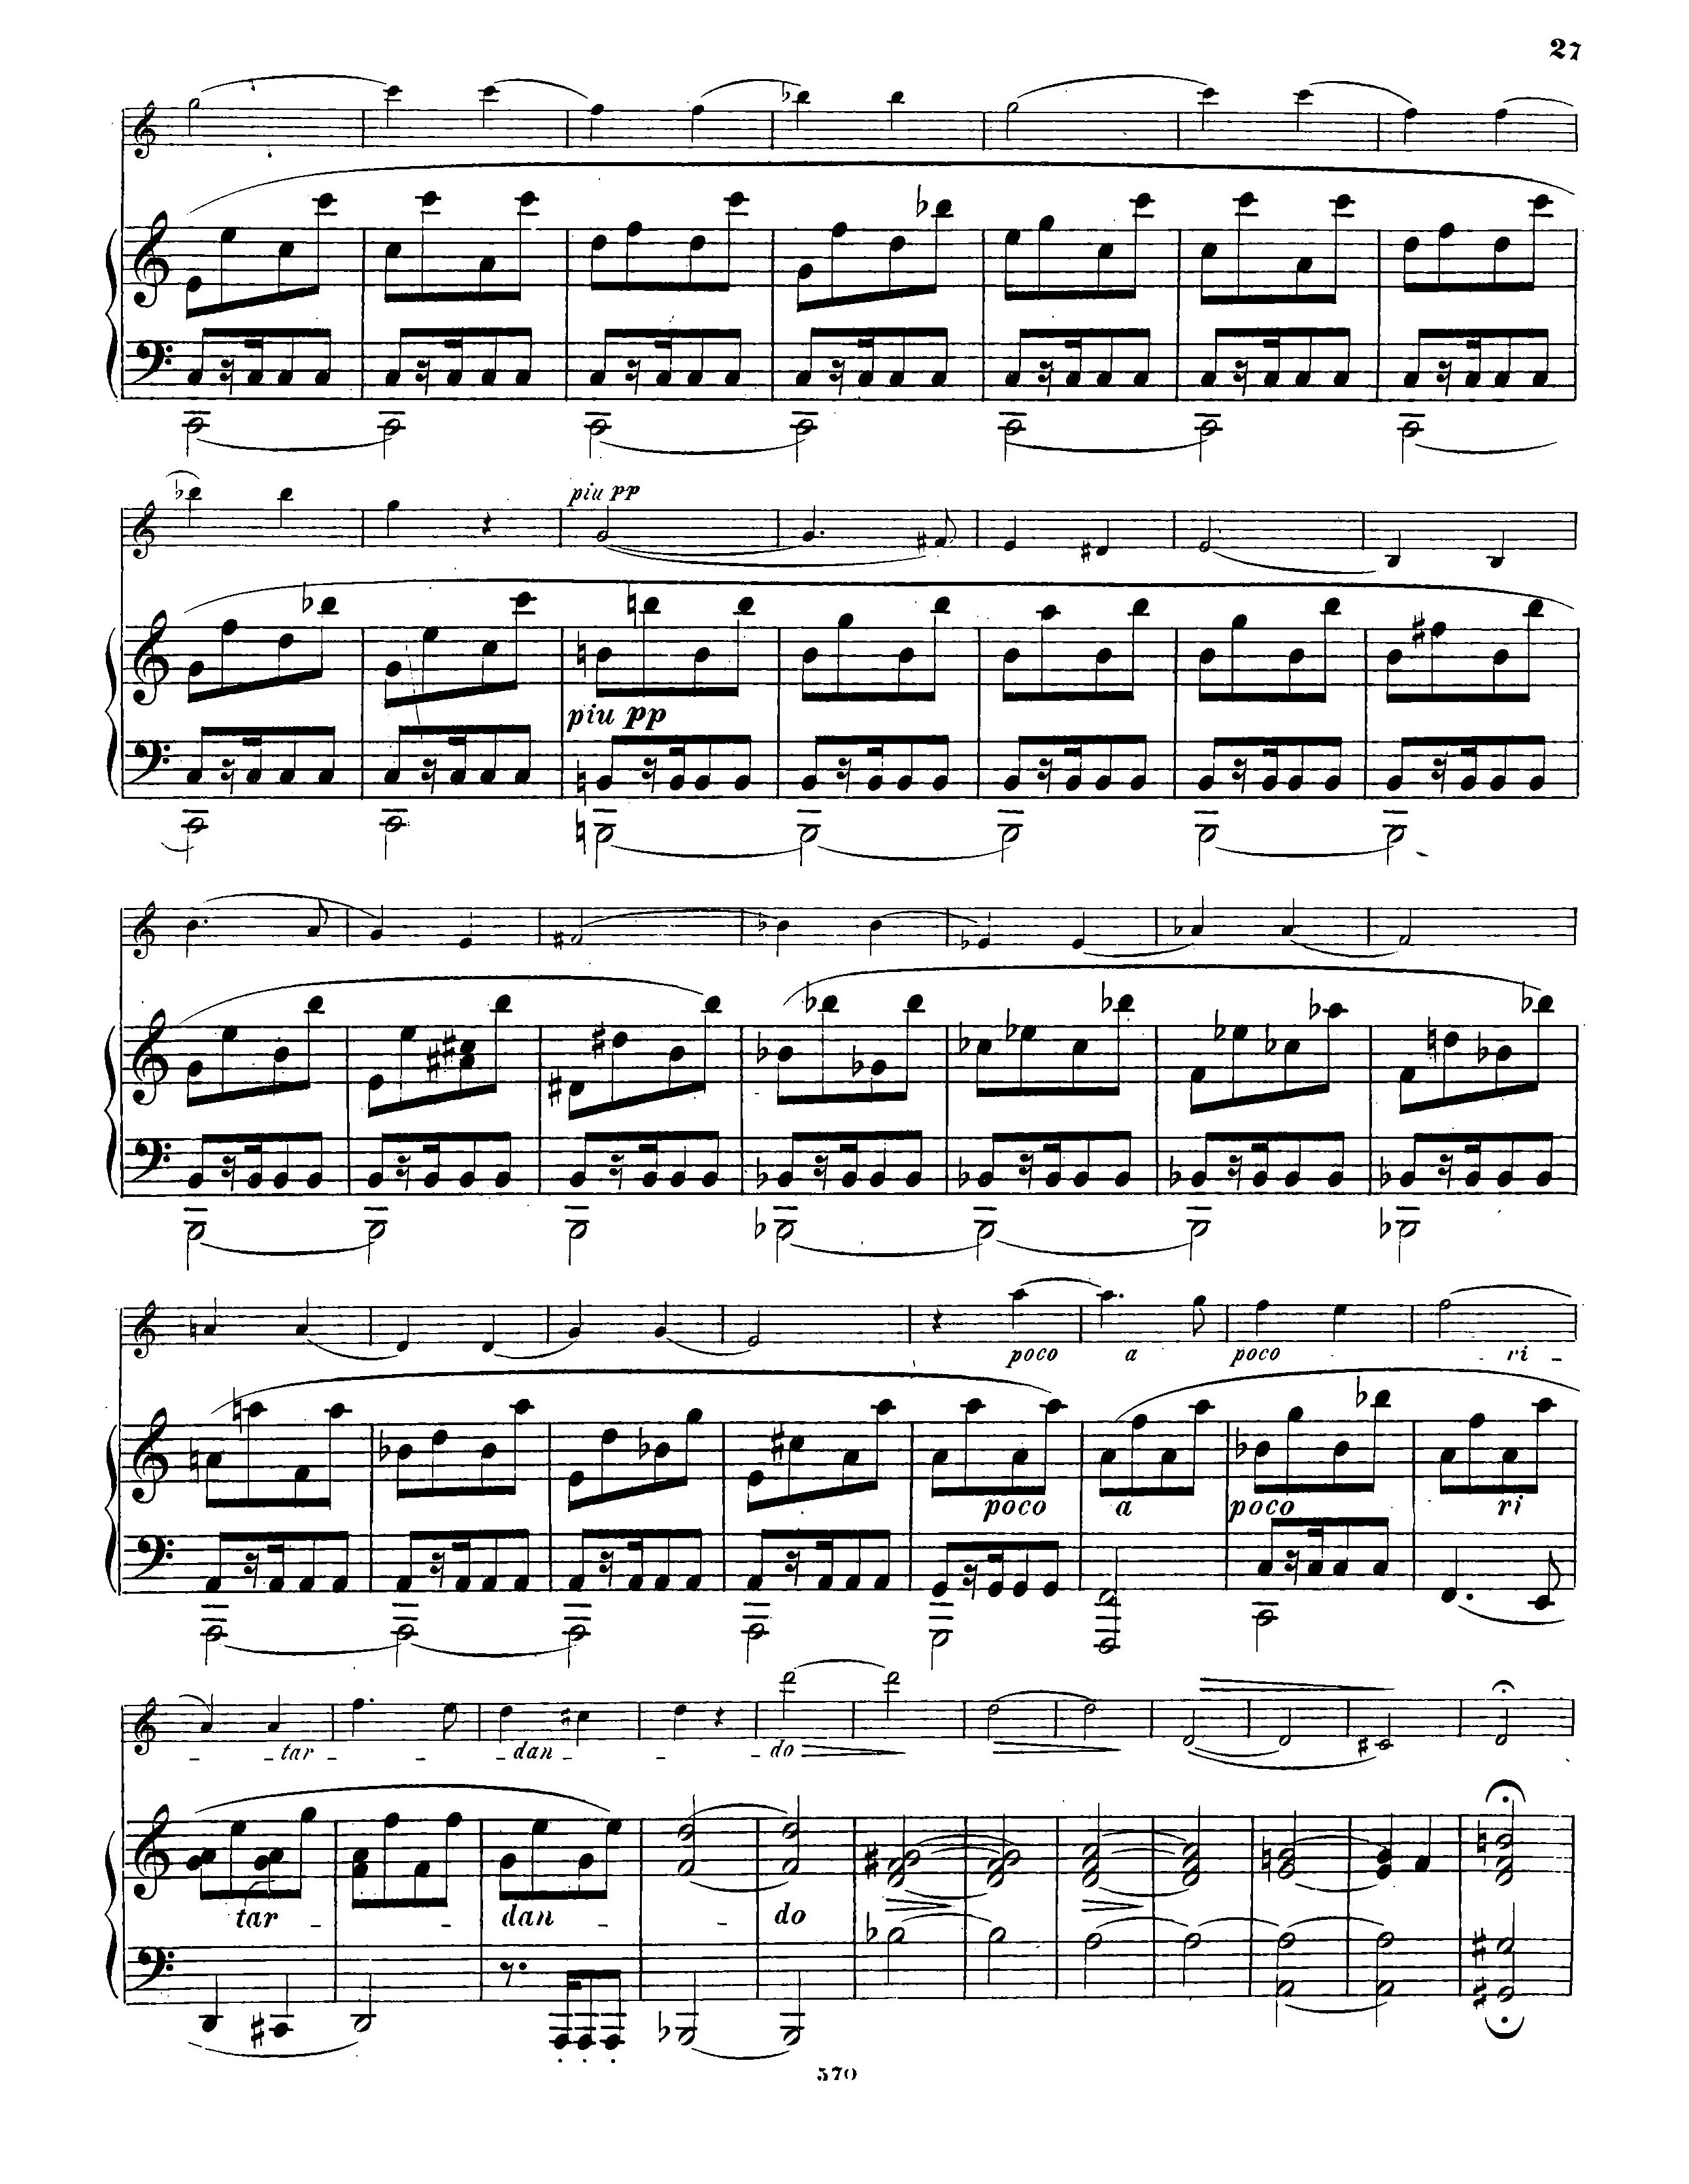 27
piu pp
piu pp
poco a poco ri -
poco a poco ri
- - tar - - - dan - - - do
tar - - dan - - do
570